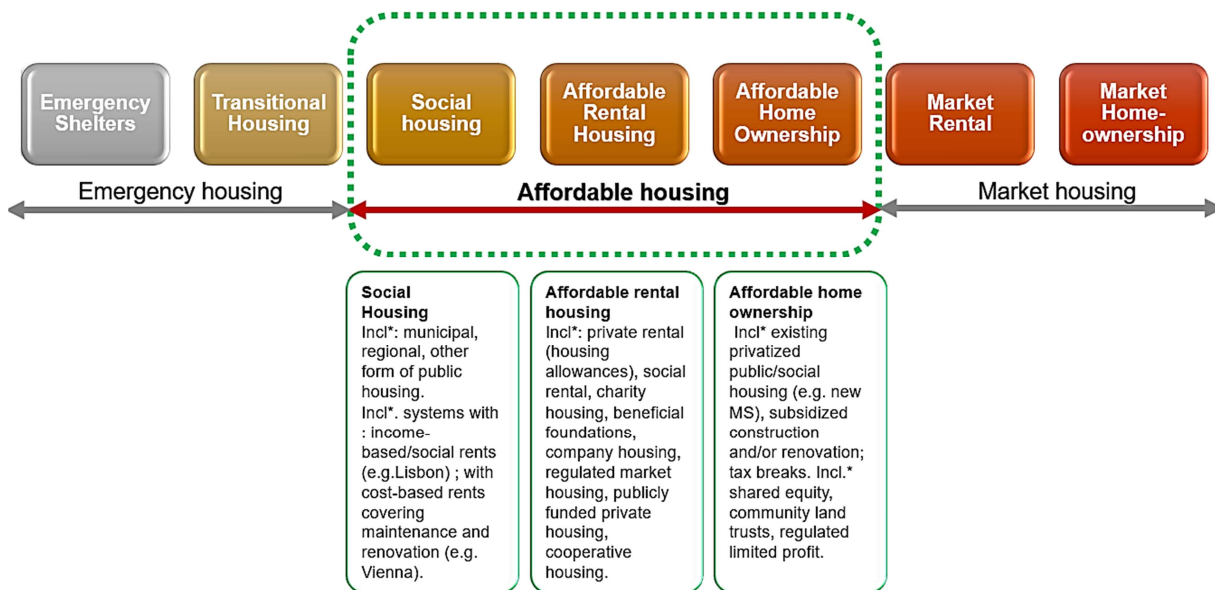 Emergency
Shelters
Transitional
Housing
Social
housing
Affordable
Rental
Housing
Affordable
Home
Ownership
Market
Rental
Market
Home-
ownership
Emergency housing
Affordable housing
Market housing
Social
Housing
Incl*: municipal,
regional, other
form of public
housing.
Incl*. systems with
: income-
based/social rents
(e.g.Lisbon) ; with
cost-based rents
covering
maintenance and
renovation (e.g.
Vienna).
Affordable rental
housing
Incl*: private rental
(housing
allowances), social
rental, charity
housing, beneficial
foundations,
company housing,
regulated market
housing, publicly
funded private
housing,
cooperative
housing.
Affordable home
ownership
Incl* existing
privatized
public/social
housing (e.g. new
MS), subsidized
construction
and/or renovation;
tax breaks. Incl.*
shared equity,
community land
trusts, regulated
limited profit.